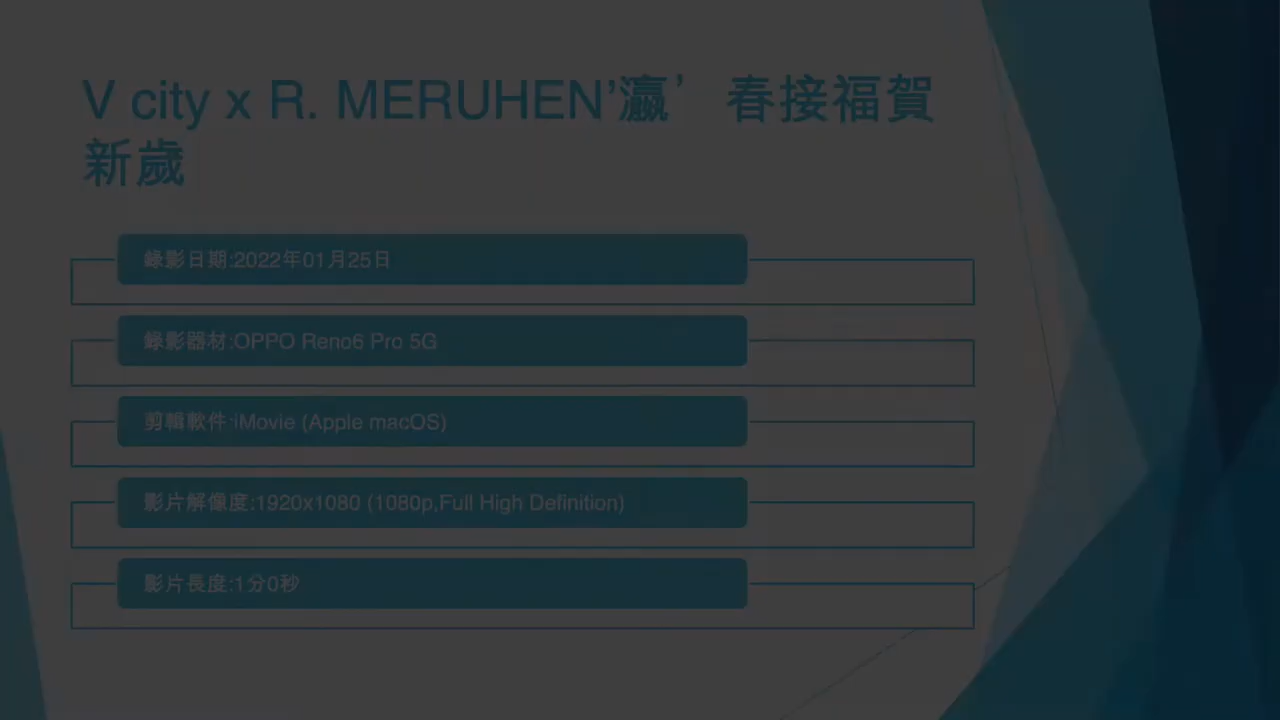 V city x R. MERUHEN’瀛’春接福賀
新歲
錄影日期:2022年01月25日
錄影器材:OPPO Reno6 Pro 5G
剪輯軟件:iMovie (Apple macOS)
影片解像度:1920x1080 (1080p,Full High Definition)
影片長度:1分0秒